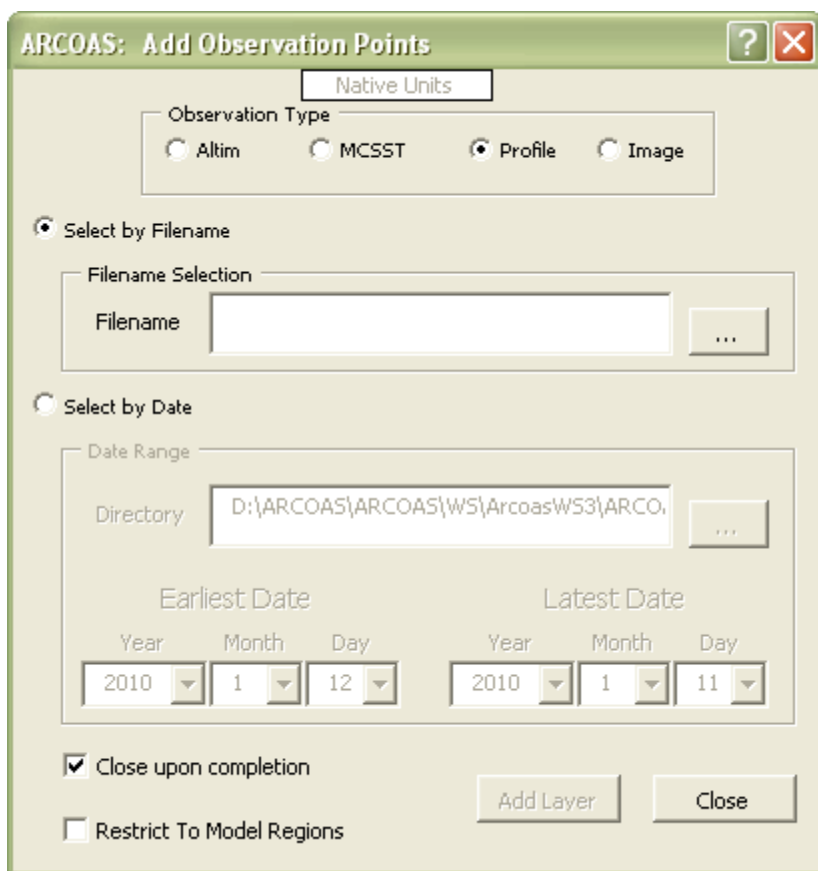 ARCOAS: Add Observation Points
Native Units
Observation Type
Altim MCSST Profile Image
Select by Filename
Filename Selection
Filename ...
Select by Date
Date Range
Directory D:\ARCOAS\ARCOAS\WS\ArcoasWS3\ARCO. ...
Earliest Date Latest Date
Year Month Day Year Month Day
2010 1 12 2010 1 11
Close upon completion
Add Layer Close
Restrict To Model Regions